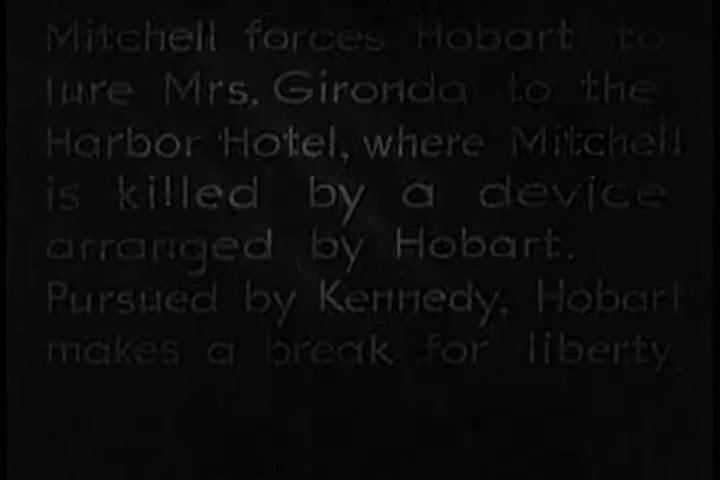 Mitchell forces Hobart to
lure Mrs. Gironda to the
Harbor Hotel, where Mitchell
is killed by a device
arranged by Hobart.
Pursued by Kennedy, Hobart
makes a break for liberty